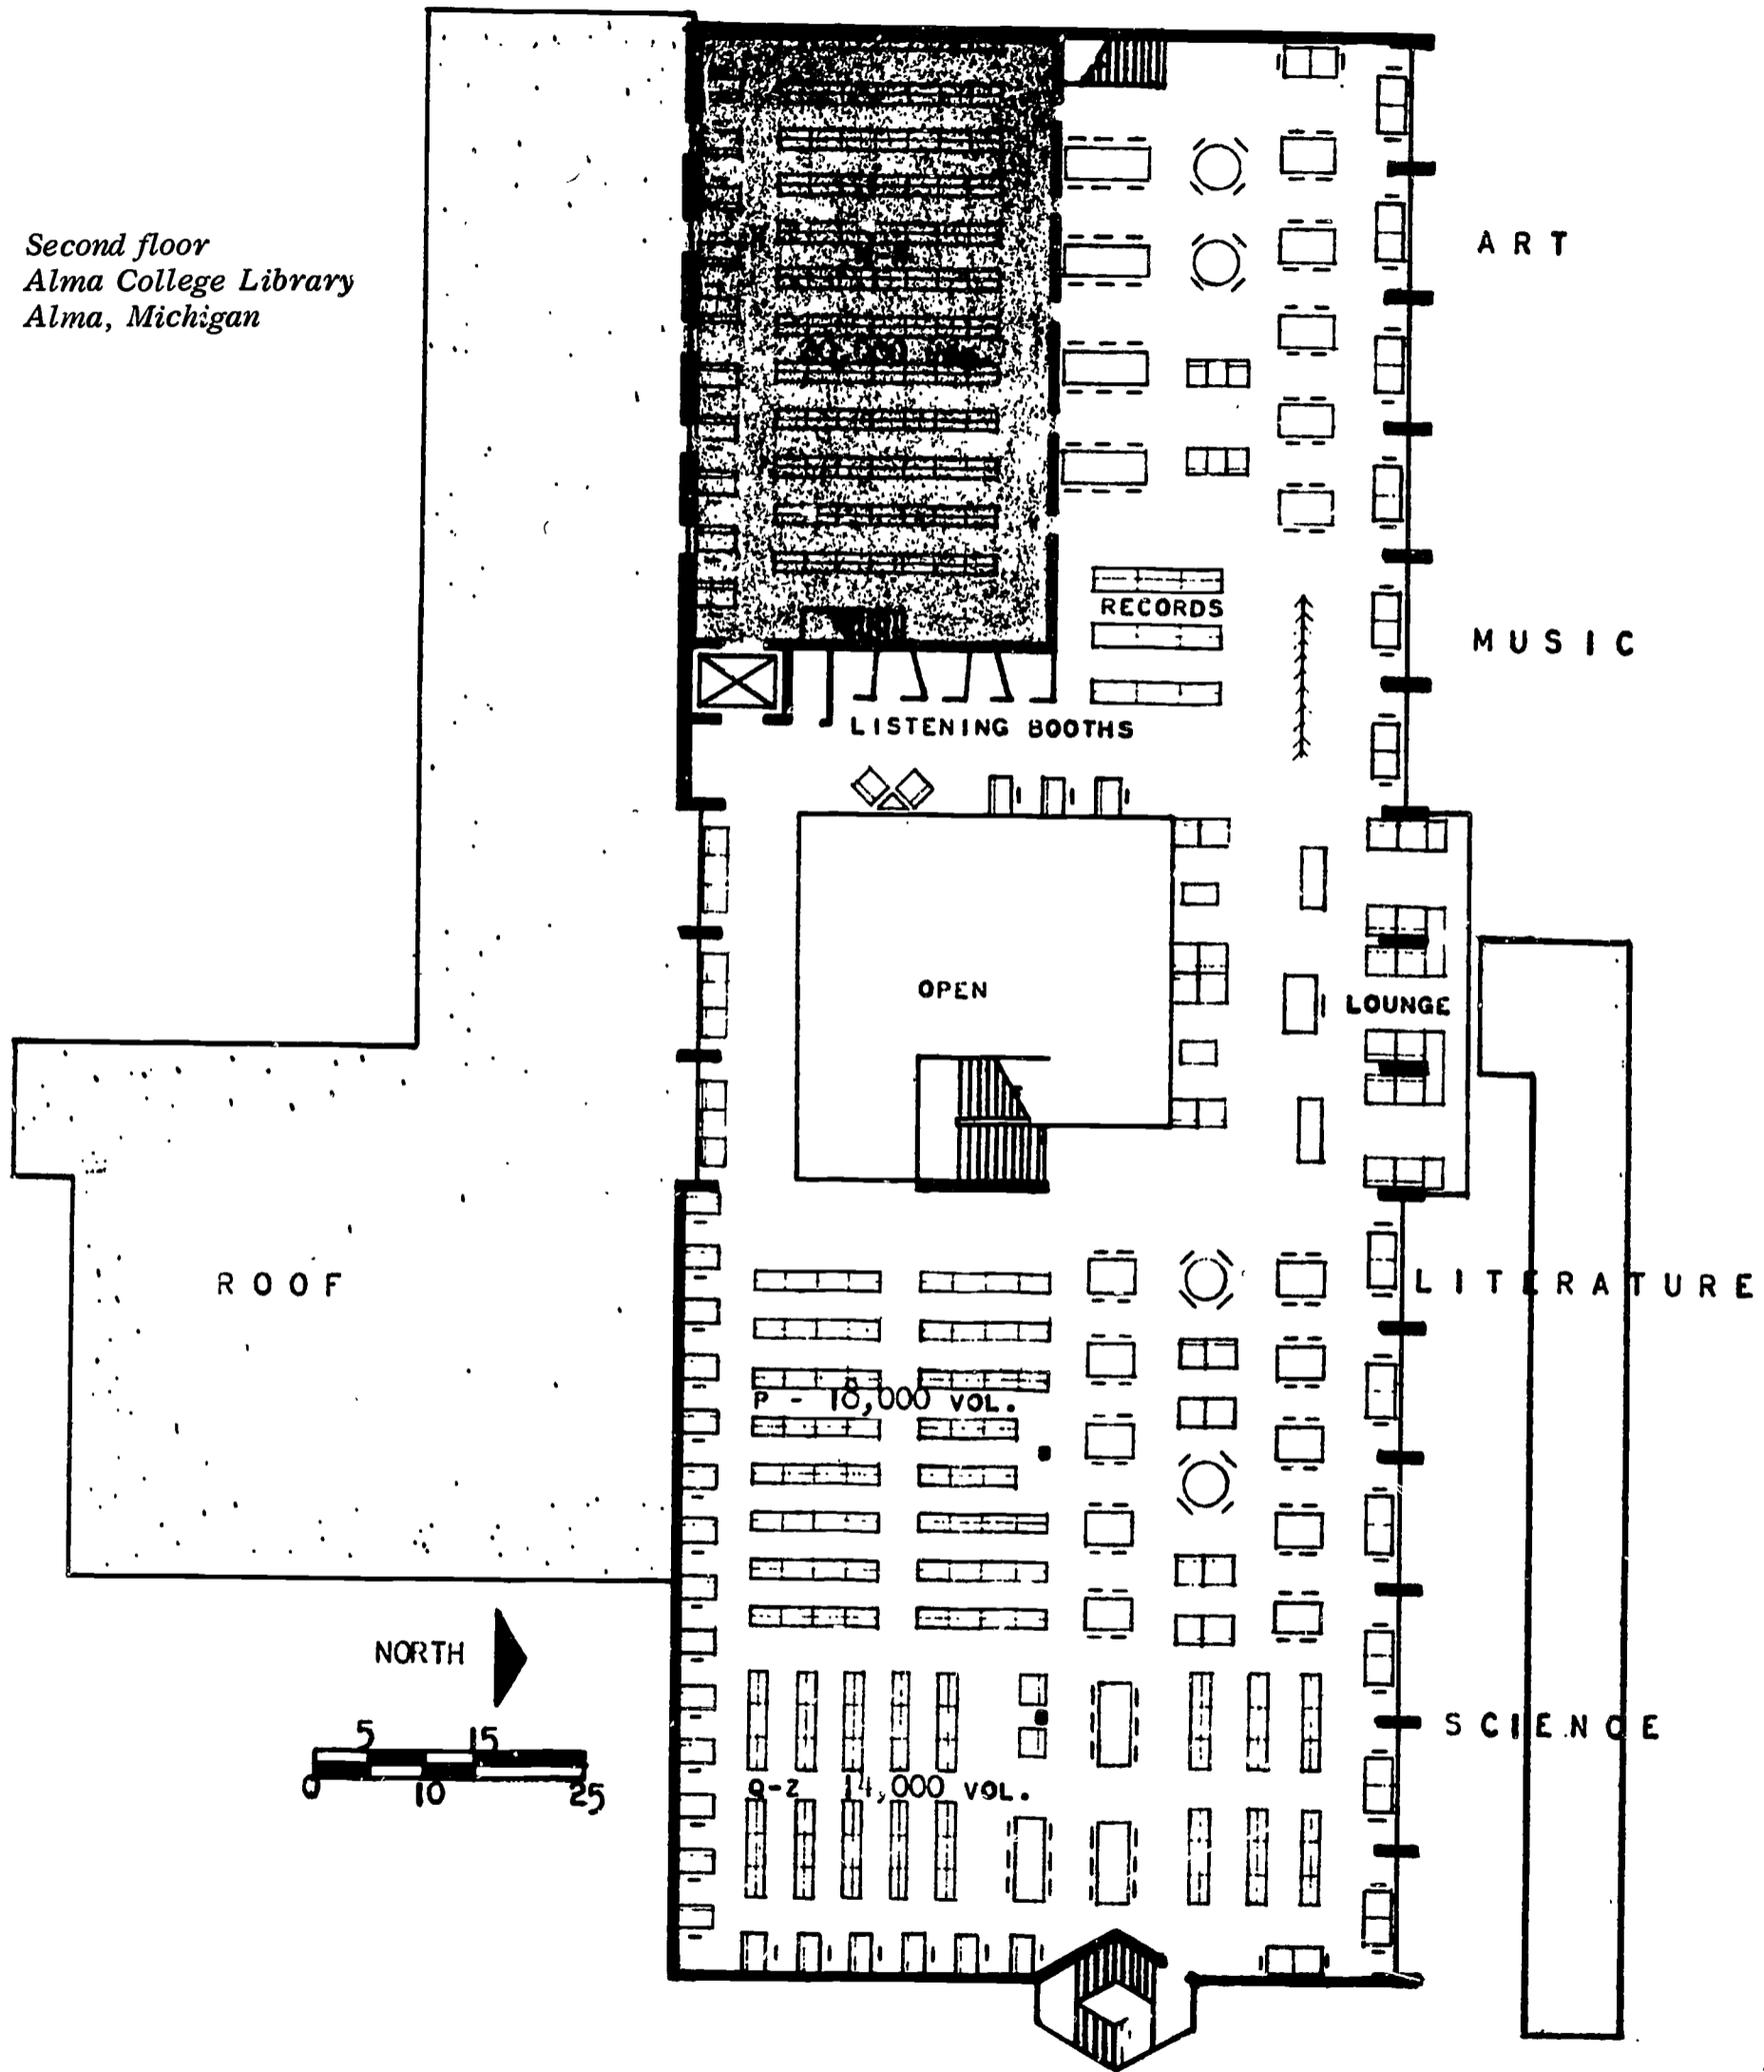 Second floor
Alma College Library
Alma, Michigan
ART
RECORDS
MUSIC
LISTENING BOOTHS
OPEN
LOUNGE
ROOF
LITERATURE
P - 18,000 VOL.
NORTH
SCIENCE
5 15
0 10 25
Q-Z 14,000 VOL.